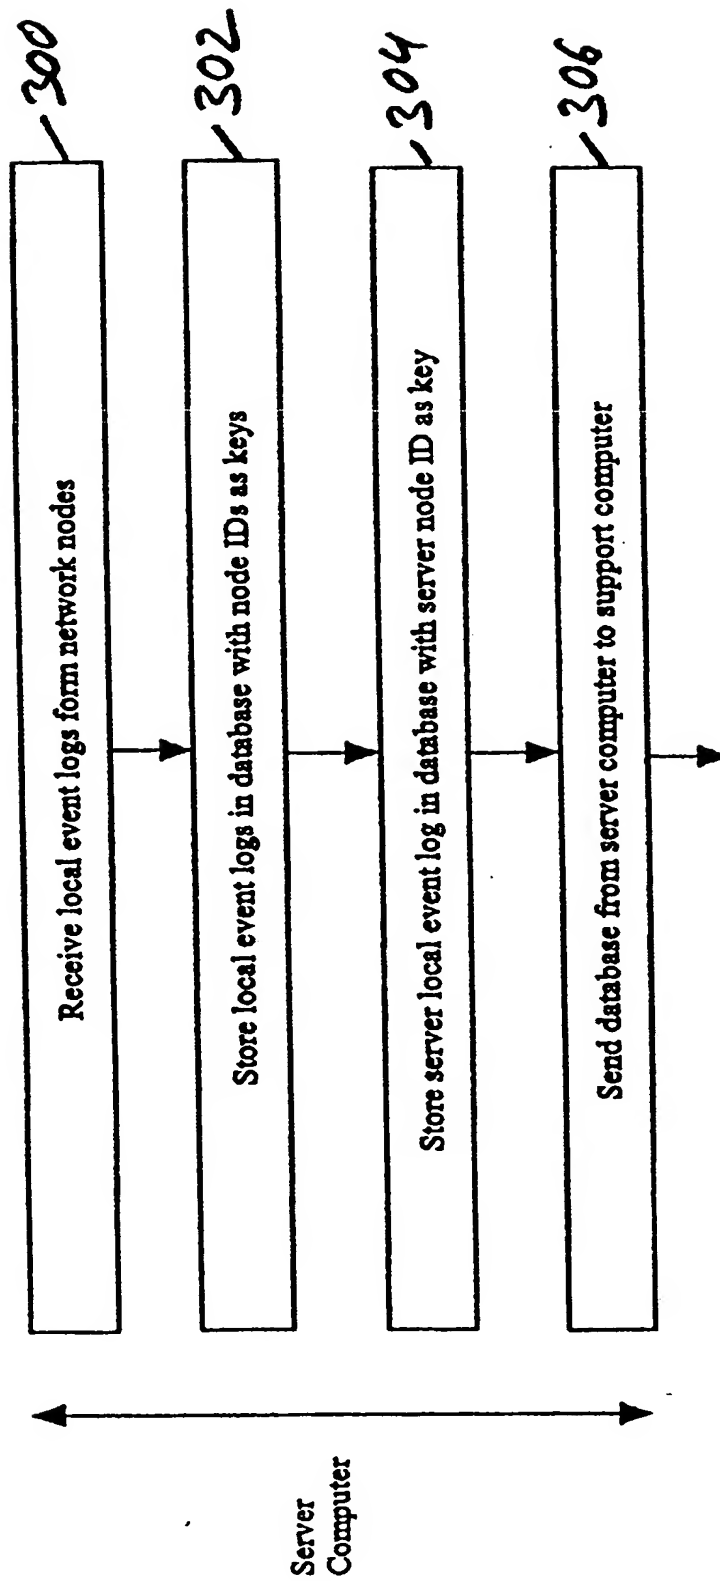 300
Receive local event logs form network nodes
302
Store local event logs in database with node IDs as keys
304
Store server local event log in database with server node ID as key
306
Send database from server computer to support computer
Server
Computer